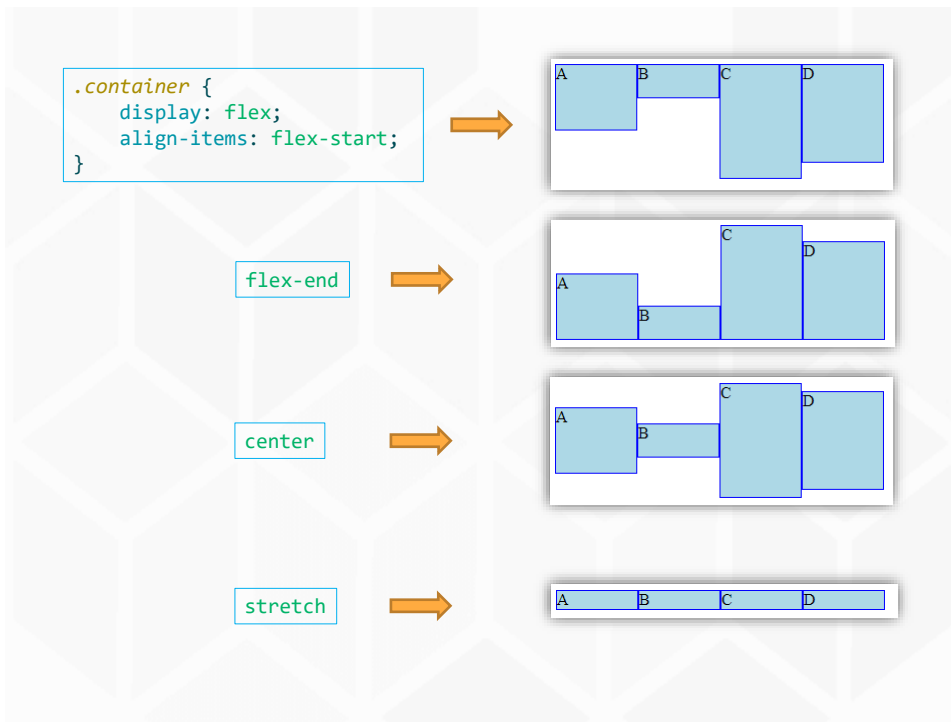 .container {
    display: flex;
    align-items: flex-start;
}
A B C D
flex-end
A B C D
center
A B C D
stretch
A B C D